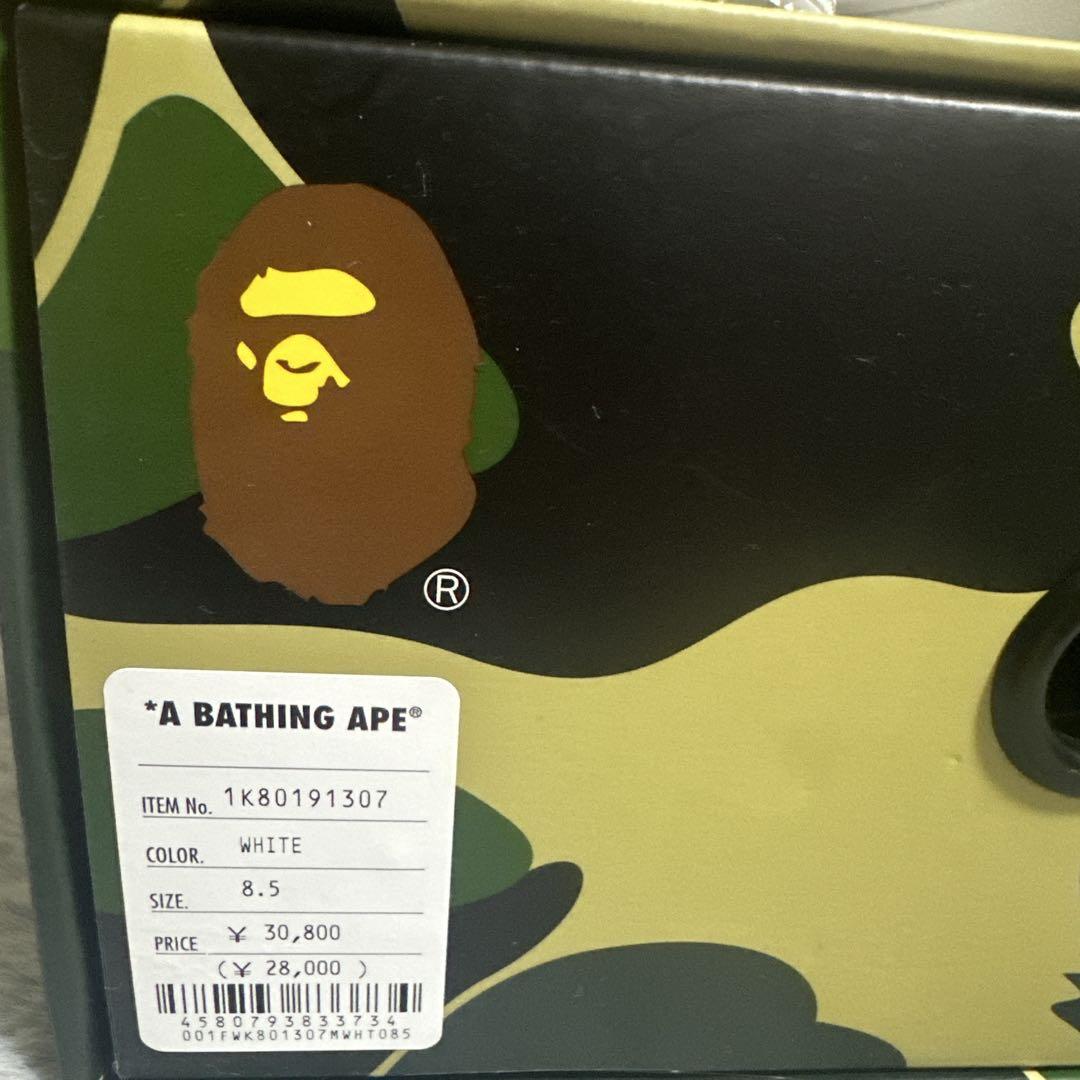 ®
*A BATHING APE®
ITEM No. 1K80191307
COLOR. WHITE
SIZE. 8.5
PRICE ¥ 30,800
(¥ 28,000 )
4580793833734
001FWK801307MWHT085